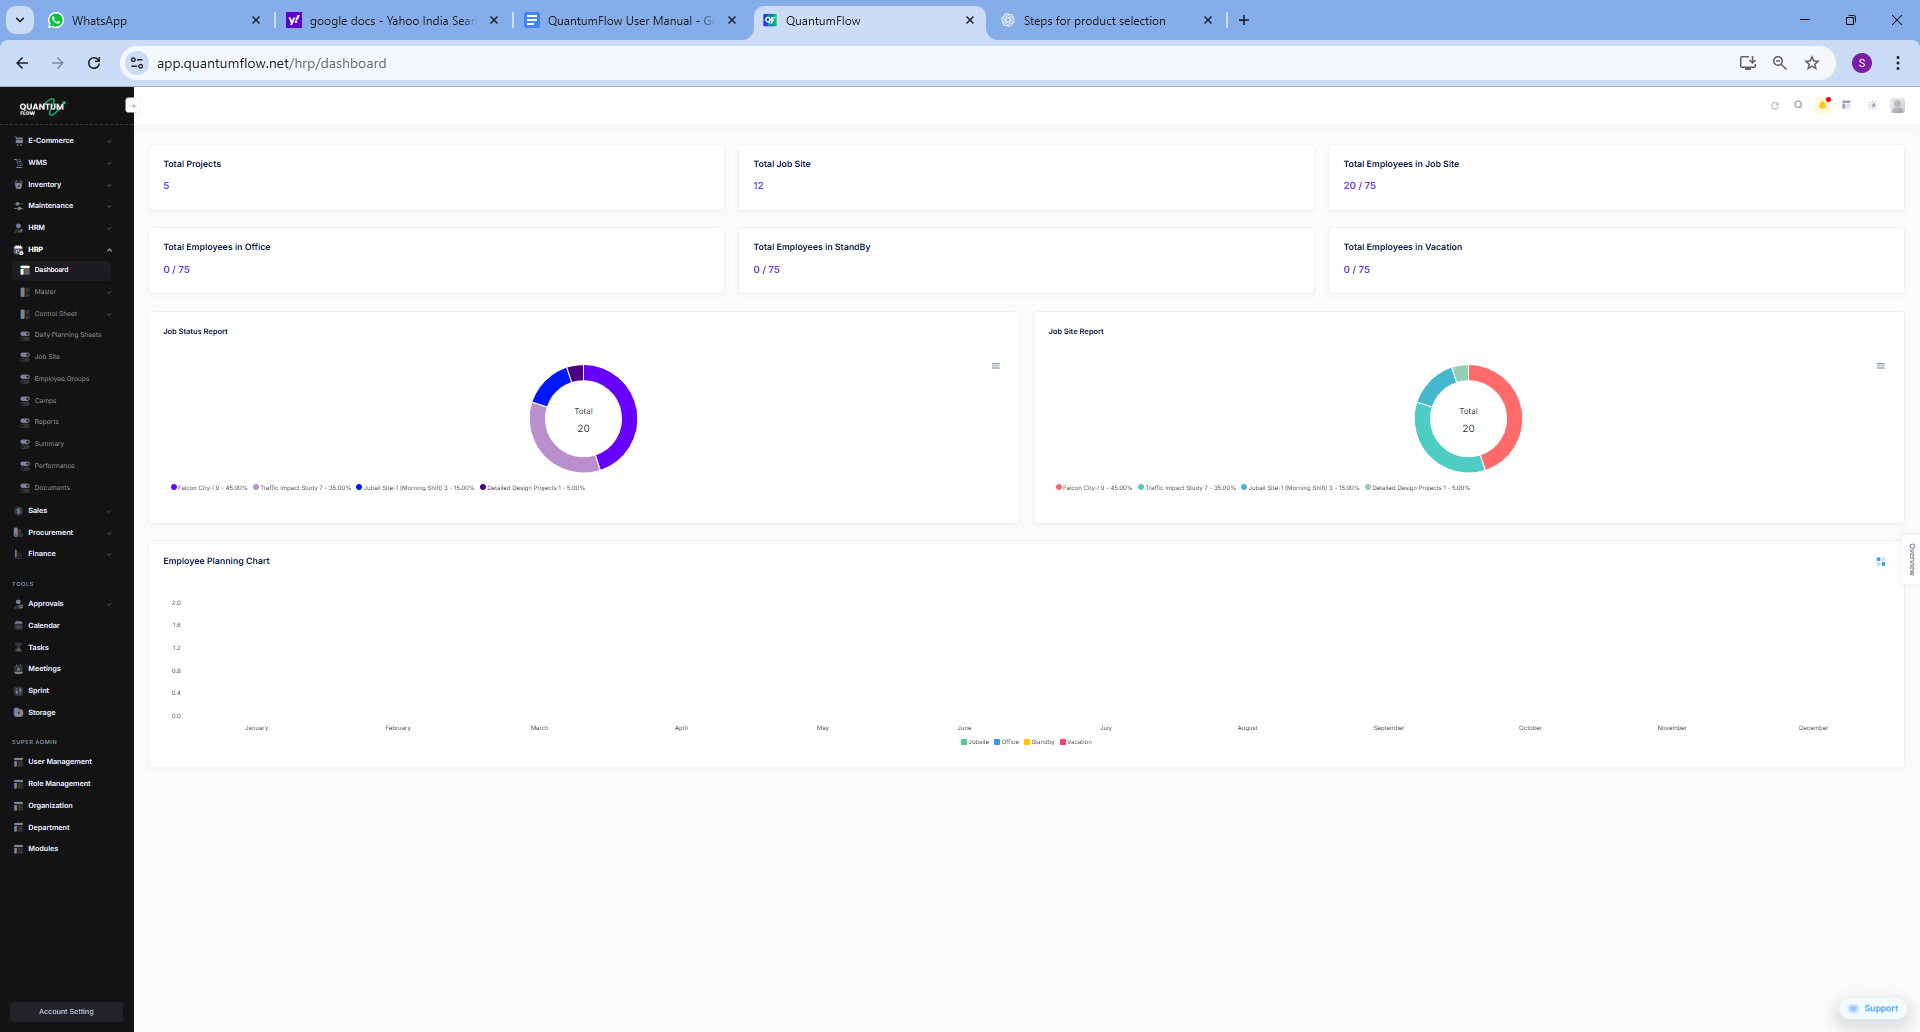 WhatsApp
google docs - Yahoo India Sear
QuantumFlow User Manual - Go
QuantumFlow
Steps for product selection
app.quantumflow.net/hrp/dashboard
S
QUANTUM
FLOW
E-Commerce
WMS
Inventory
Maintenance
HRM
HRP
Dashboard
Master
Control Sheet
Daily Planning Sheets
Job Site
Employee Groups
Camps
Reports
Summary
Performance
Documents
Sales
Procurement
Finance
TOOLS
Approvals
Calendar
Tasks
Meetings
Sprint
Storage
SUPER ADMIN
User Management
Role Management
Organization
Department
Modules
Account Setting
Total Projects
5
Total Job Site
12
Total Employees in Job Site
20 / 75
Total Employees in Office
0 / 75
Total Employees in StandBy
0 / 75
Total Employees in Vacation
0 / 75
Job Status Report
Total
20
Falcon City-I 9 - 45.00% Traffic Impact Study 7 - 35.00% Jubail Site-1 (Morning Shift) 3 - 15.00% Detailed Design Projects 1 - 5.00%
Job Site Report
Total
20
Falcon City-I 9 - 45.00% Traffic Impact Study 7 - 35.00% Jubail Site-1 (Morning Shift) 3 - 15.00% Detailed Design Projects 1 - 5.00%
Employee Planning Chart
2.0
1.6
1.2
0.8
0.4
0.0
January February March April May June July August September October November December
Jobsite Office Standby Vacation
Overview
Support